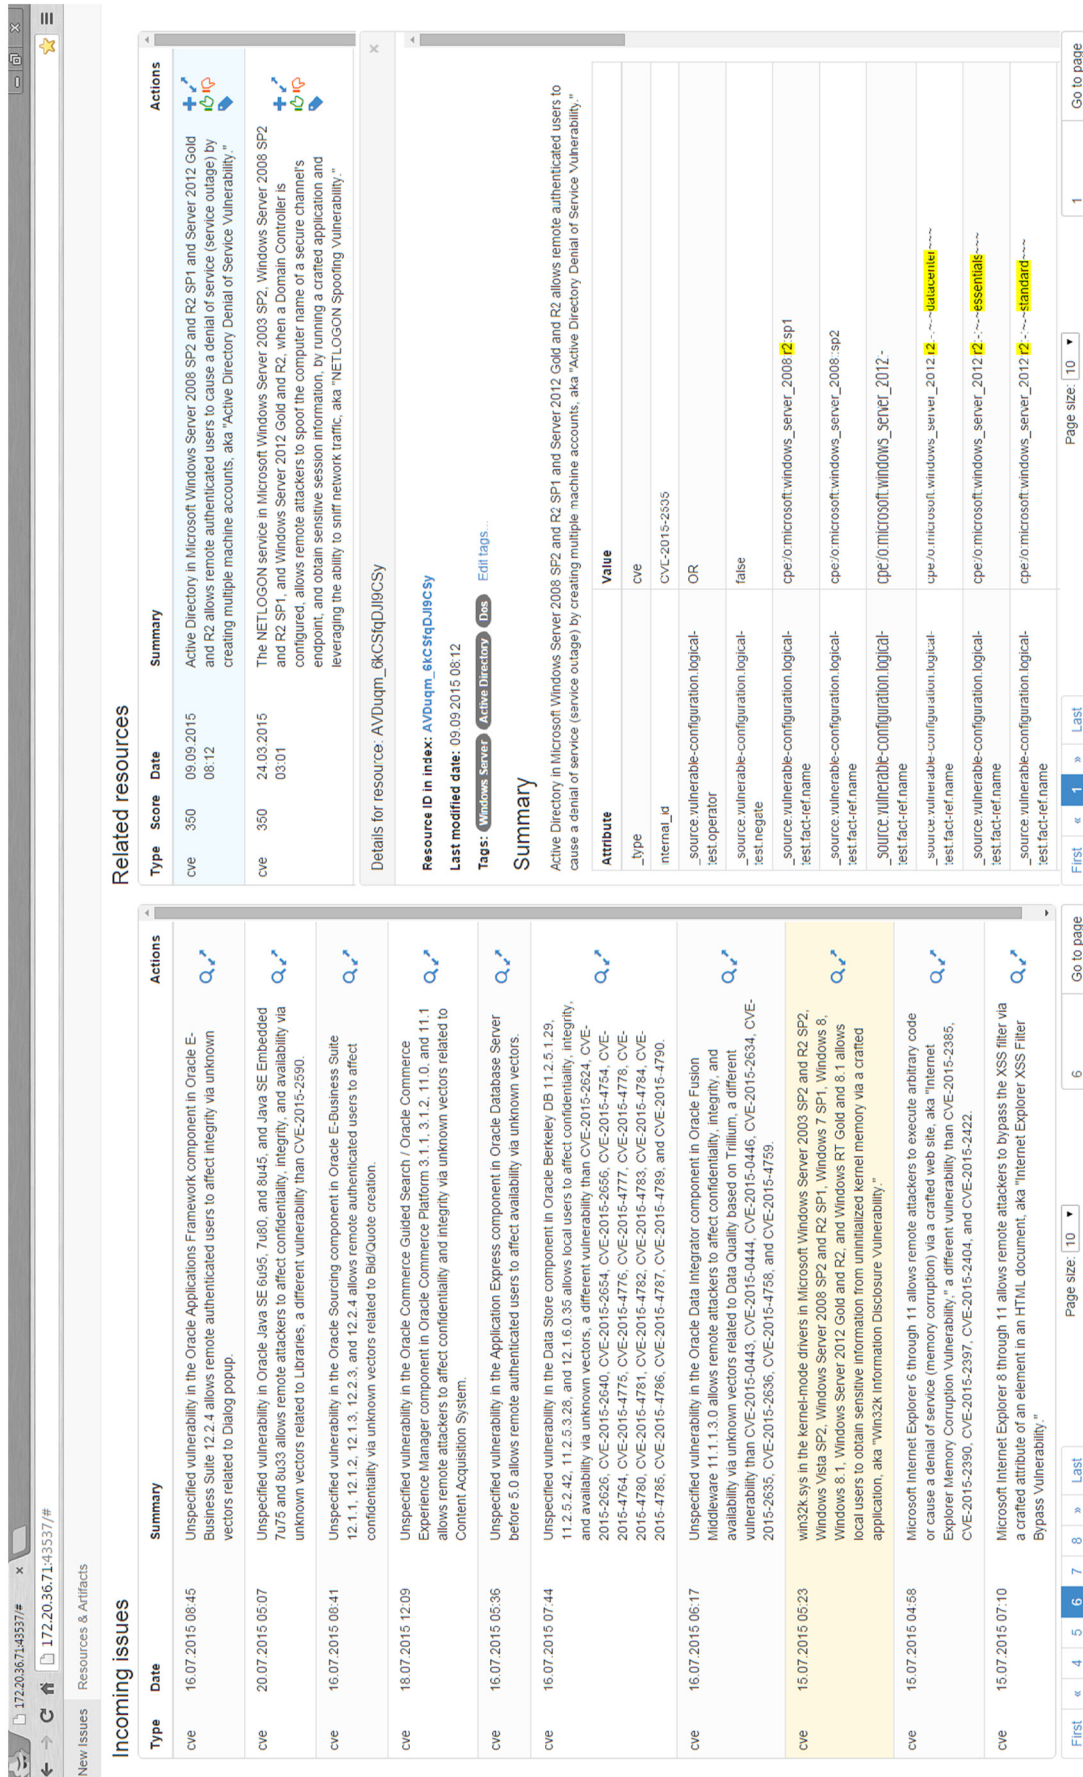 172.20.36.71:43537/#
172.20.36.71:43537/#
New Issues Resources & Artifacts
Incoming issues
Type Date Summary Actions
cve 16.07.2015 08:45 Unspecified vulnerability in the Oracle Applications Framework component in Oracle E-
Business Suite 12.2.4 allows remote authenticated users to affect integrity via unknown
vectors related to Dialog popup.
cve 20.07.2015 05:07 Unspecified vulnerability in Oracle Java SE 6u95, 7u80, and 8u45, and Java SE Embedded
7u75 and 8u33 allows remote attackers to affect confidentiality, integrity, and availability via
unknown vectors related to Libraries, a different vulnerability than CVE-2015-2590.
cve 16.07.2015 08:41 Unspecified vulnerability in the Oracle Sourcing component in Oracle E-Business Suite
12.1.1, 12.1.2, 12.1.3, 12.2.3, and 12.2.4 allows remote authenticated users to affect
confidentiality via unknown vectors related to Bid/Quote creation.
cve 18.07.2015 12:09 Unspecified vulnerability in the Oracle Commerce Guided Search / Oracle Commerce
Experience Manager component in Oracle Commerce Platform 3.1.1, 3.1.2, 11.0, and 11.1
allows remote attackers to affect confidentiality and integrity via unknown vectors related to
Content Acquisition System.
cve 16.07.2015 05:36 Unspecified vulnerability in the Application Express component in Oracle Database Server
before 5.0 allows remote authenticated users to affect availability via unknown vectors.
cve 16.07.2015 07:44 Unspecified vulnerability in the Data Store component in Oracle Berkeley DB 11.2.5.1.29,
11.2.5.2.42, 11.2.5.3.28, and 12.1.6.0.35 allows local users to affect confidentiality, integrity,
and availability via unknown vectors, a different vulnerability than CVE-2015-2624, CVE-
2015-2626, CVE-2015-2640, CVE-2015-2654, CVE-2015-2656, CVE-2015-4754, CVE-
2015-4764, CVE-2015-4775, CVE-2015-4776, CVE-2015-4777, CVE-2015-4778, CVE-
2015-4780, CVE-2015-4781, CVE-2015-4782, CVE-2015-4783, CVE-2015-4784, CVE-
2015-4785, CVE-2015-4786, CVE-2015-4787, CVE-2015-4789, and CVE-2015-4790.
cve 16.07.2015 06:17 Unspecified vulnerability in the Oracle Data Integrator component in Oracle Fusion
Middleware 11.1.1.3.0 allows remote attackers to affect confidentiality, integrity, and
availability via unknown vectors related to Data Quality based on Trillium, a different
vulnerability than CVE-2015-0443, CVE-2015-0444, CVE-2015-0446, CVE-2015-2634, CVE-
2015-2635, CVE-2015-2636, CVE-2015-4758, and CVE-2015-4759.
cve 15.07.2015 05:23 win32k.sys in the kernel-mode drivers in Microsoft Windows Server 2003 SP2 and R2 SP2,
Windows Vista SP2, Windows Server 2008 SP2 and R2 SP1, Windows 7 SP1, Windows 8,
Windows 8.1, Windows Server 2012 Gold and R2, and Windows RT Gold and 8.1 allows
local users to obtain sensitive information from uninitialized kernel memory via a crafted
application, aka "Win32k Information Disclosure Vulnerability."
cve 15.07.2015 04:58 Microsoft Internet Explorer 6 through 11 allows remote attackers to execute arbitrary code
or cause a denial of service (memory corruption) via a crafted web site, aka "Internet
Explorer Memory Corruption Vulnerability," a different vulnerability than CVE-2015-2385,
CVE-2015-2390, CVE-2015-2397, CVE-2015-2404, and CVE-2015-2422.
cve 15.07.2015 07:10 Microsoft Internet Explorer 8 through 11 allows remote attackers to bypass the XSS filter via
a crafted attribute of an element in an HTML document, aka "Internet Explorer XSS Filter
Bypass Vulnerability."
First « 4 5 6 7 8 » Last Page size: 10 6 Go to page
Related resources
Type Score Date Summary Actions
cve 350 09.09.2015 Active Directory in Microsoft Windows Server 2008 SP2 and R2 SP1 and Server 2012 Gold
08:12 and R2 allows remote authenticated users to cause a denial of service (service outage) by
creating multiple machine accounts, aka "Active Directory Denial of Service Vulnerability."
cve 350 24.03.2015 The NETLOGON service in Microsoft Windows Server 2003 SP2, Windows Server 2008 SP2
03:01 and R2 SP1, and Windows Server 2012 Gold and R2, when a Domain Controller is
configured, allows remote attackers to spoof the computer name of a secure channel's
endpoint, and obtain sensitive session information, by running a crafted application and
leveraging the ability to sniff network traffic, aka "NETLOGON Spoofing Vulnerability."
Details for resource: AVDuqm_6kCSfqDJl9CSy ×
Resource ID in index: AVDuqm_6kCSfqDJl9CSy
Last modified date: 09.09.2015 08:12
Tags: Windows Server Active Directory Dos Edit tags...
Summary
Active Directory in Microsoft Windows Server 2008 SP2 and R2 SP1 and Server 2012 Gold and R2 allows remote authenticated users to
cause a denial of service (service outage) by creating multiple machine accounts, aka "Active Directory Denial of Service Vulnerability."
Attribute Value
_type cve
nternal_id CVE-2015-2535
_source.vulnerable-configuration.logical- OR
:test.operator
_source.vulnerable-configuration.logical- false
:test.negate
_source.vulnerable-configuration.logical- cpe:/o:microsoft:windows_server_2008:r2:sp1
:test.fact-ref.name
_source.vulnerable-configuration.logical- cpe:/o:microsoft:windows_server_2008::sp2
:test.fact-ref.name
_source.vulnerable-configuration.logical- cpe:/o:microsoft:windows_server_2012:-
:test.fact-ref.name
_source.vulnerable-configuration.logical- cpe:/o:microsoft:windows_server_2012:r2:-:~-~datacenter~~~
:test.fact-ref.name
_source.vulnerable-configuration.logical- cpe:/o:microsoft:windows_server_2012:r2:-:~-~essentials~~~
:test.fact-ref.name
_source.vulnerable-configuration.logical- cpe:/o:microsoft:windows_server_2012:r2:-:~-~standard~~~
:test.fact-ref.name
First « 1 » Last Page size: 10 1 Go to page